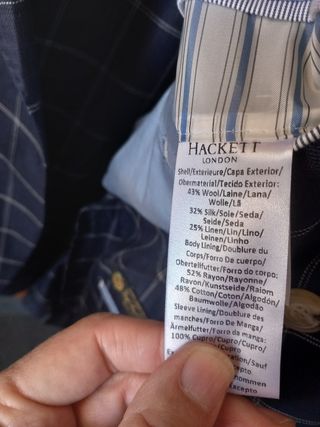 HACKETT
LONDON
Shell/Exterieure/Capa Exterior/
Obermaterial/Tecido Exterior:
43% Wool/Laine/Lana/
Wolle/Lã
32% Silk/Soie/Seda/
Seide/Seda
25% Linen/Lin/Lino/
Leinen/Linho
Body Lining/Doublure du
Corps/Forro De cuerpo/
Oberteilfutter/Forro do corpo:
52% Rayon/Rayonne/
Rayon/Kunstseide/Raiom
48% Cotton/Coton/Algodón/
Baumwolle/Algodão
Sleeve Lining/Doublure des
manches/Forro De Manga/
Ärmelfutter/Forro da manga:
100% Cupro/Cupro/